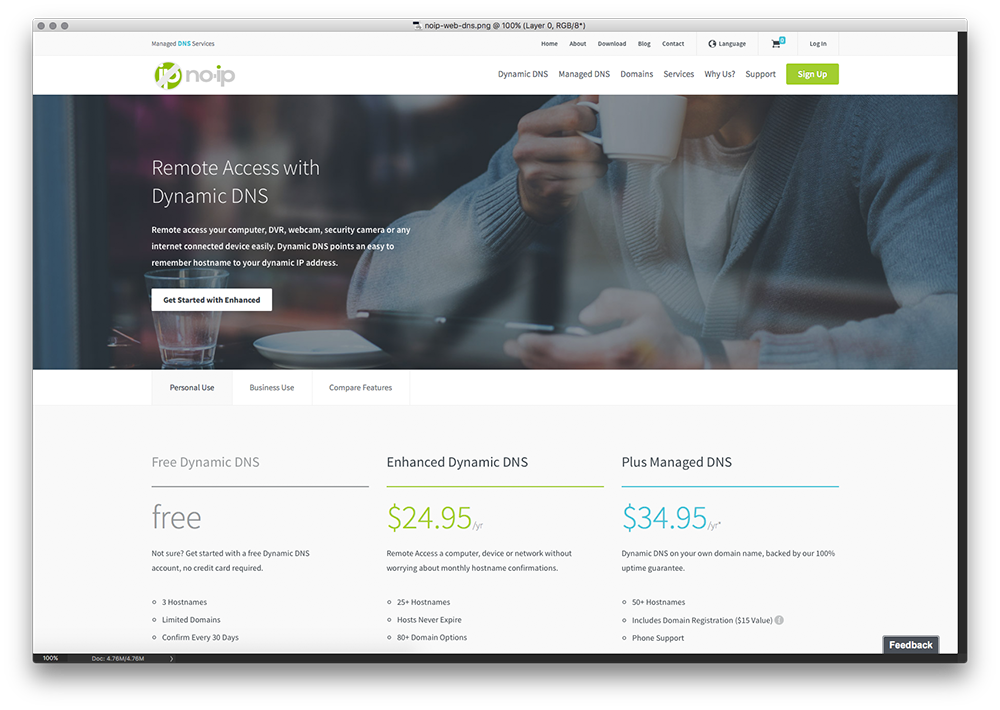 noip-web-dns.png @ 100% (Layer 0, RGB/8*)
Managed DNS Services
Home About Download Blog Contact Language 0 Log In
no-ip
Dynamic DNS Managed DNS Domains Services Why Us? Support Sign Up
Remote Access with
Dynamic DNS
Remote access your computer, DVR, webcam, security camera or any
internet connected device easily. Dynamic DNS points an easy to
remember hostname to your dynamic IP address.
Get Started with Enhanced
Personal Use Business Use Compare Features
Free Dynamic DNS
free
Not sure? Get started with a free Dynamic DNS
account, no credit card required.
3 Hostnames
Limited Domains
Confirm Every 30 Days
Enhanced Dynamic DNS
$24.95/yr
Remote Access a computer, device or network without
worrying about monthly hostname confirmations.
25+ Hostnames
Hosts Never Expire
80+ Domain Options
Plus Managed DNS
$34.95/yr*
Dynamic DNS on your own domain name, backed by our 100%
uptime guarantee.
50+ Hostnames
Includes Domain Registration ($15 Value) i
Phone Support
Feedback
100% Doc: 4.76M/4.76M